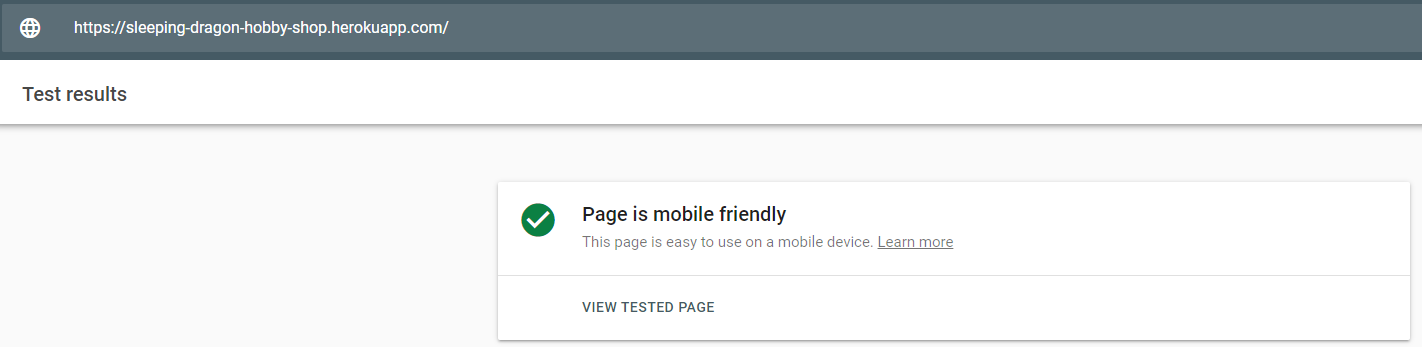 https://sleeping-dragon-hobby-shop.herokuapp.com/
Test results
Page is mobile friendly
This page is easy to use on a mobile device. Learn more
VIEW TESTED PAGE